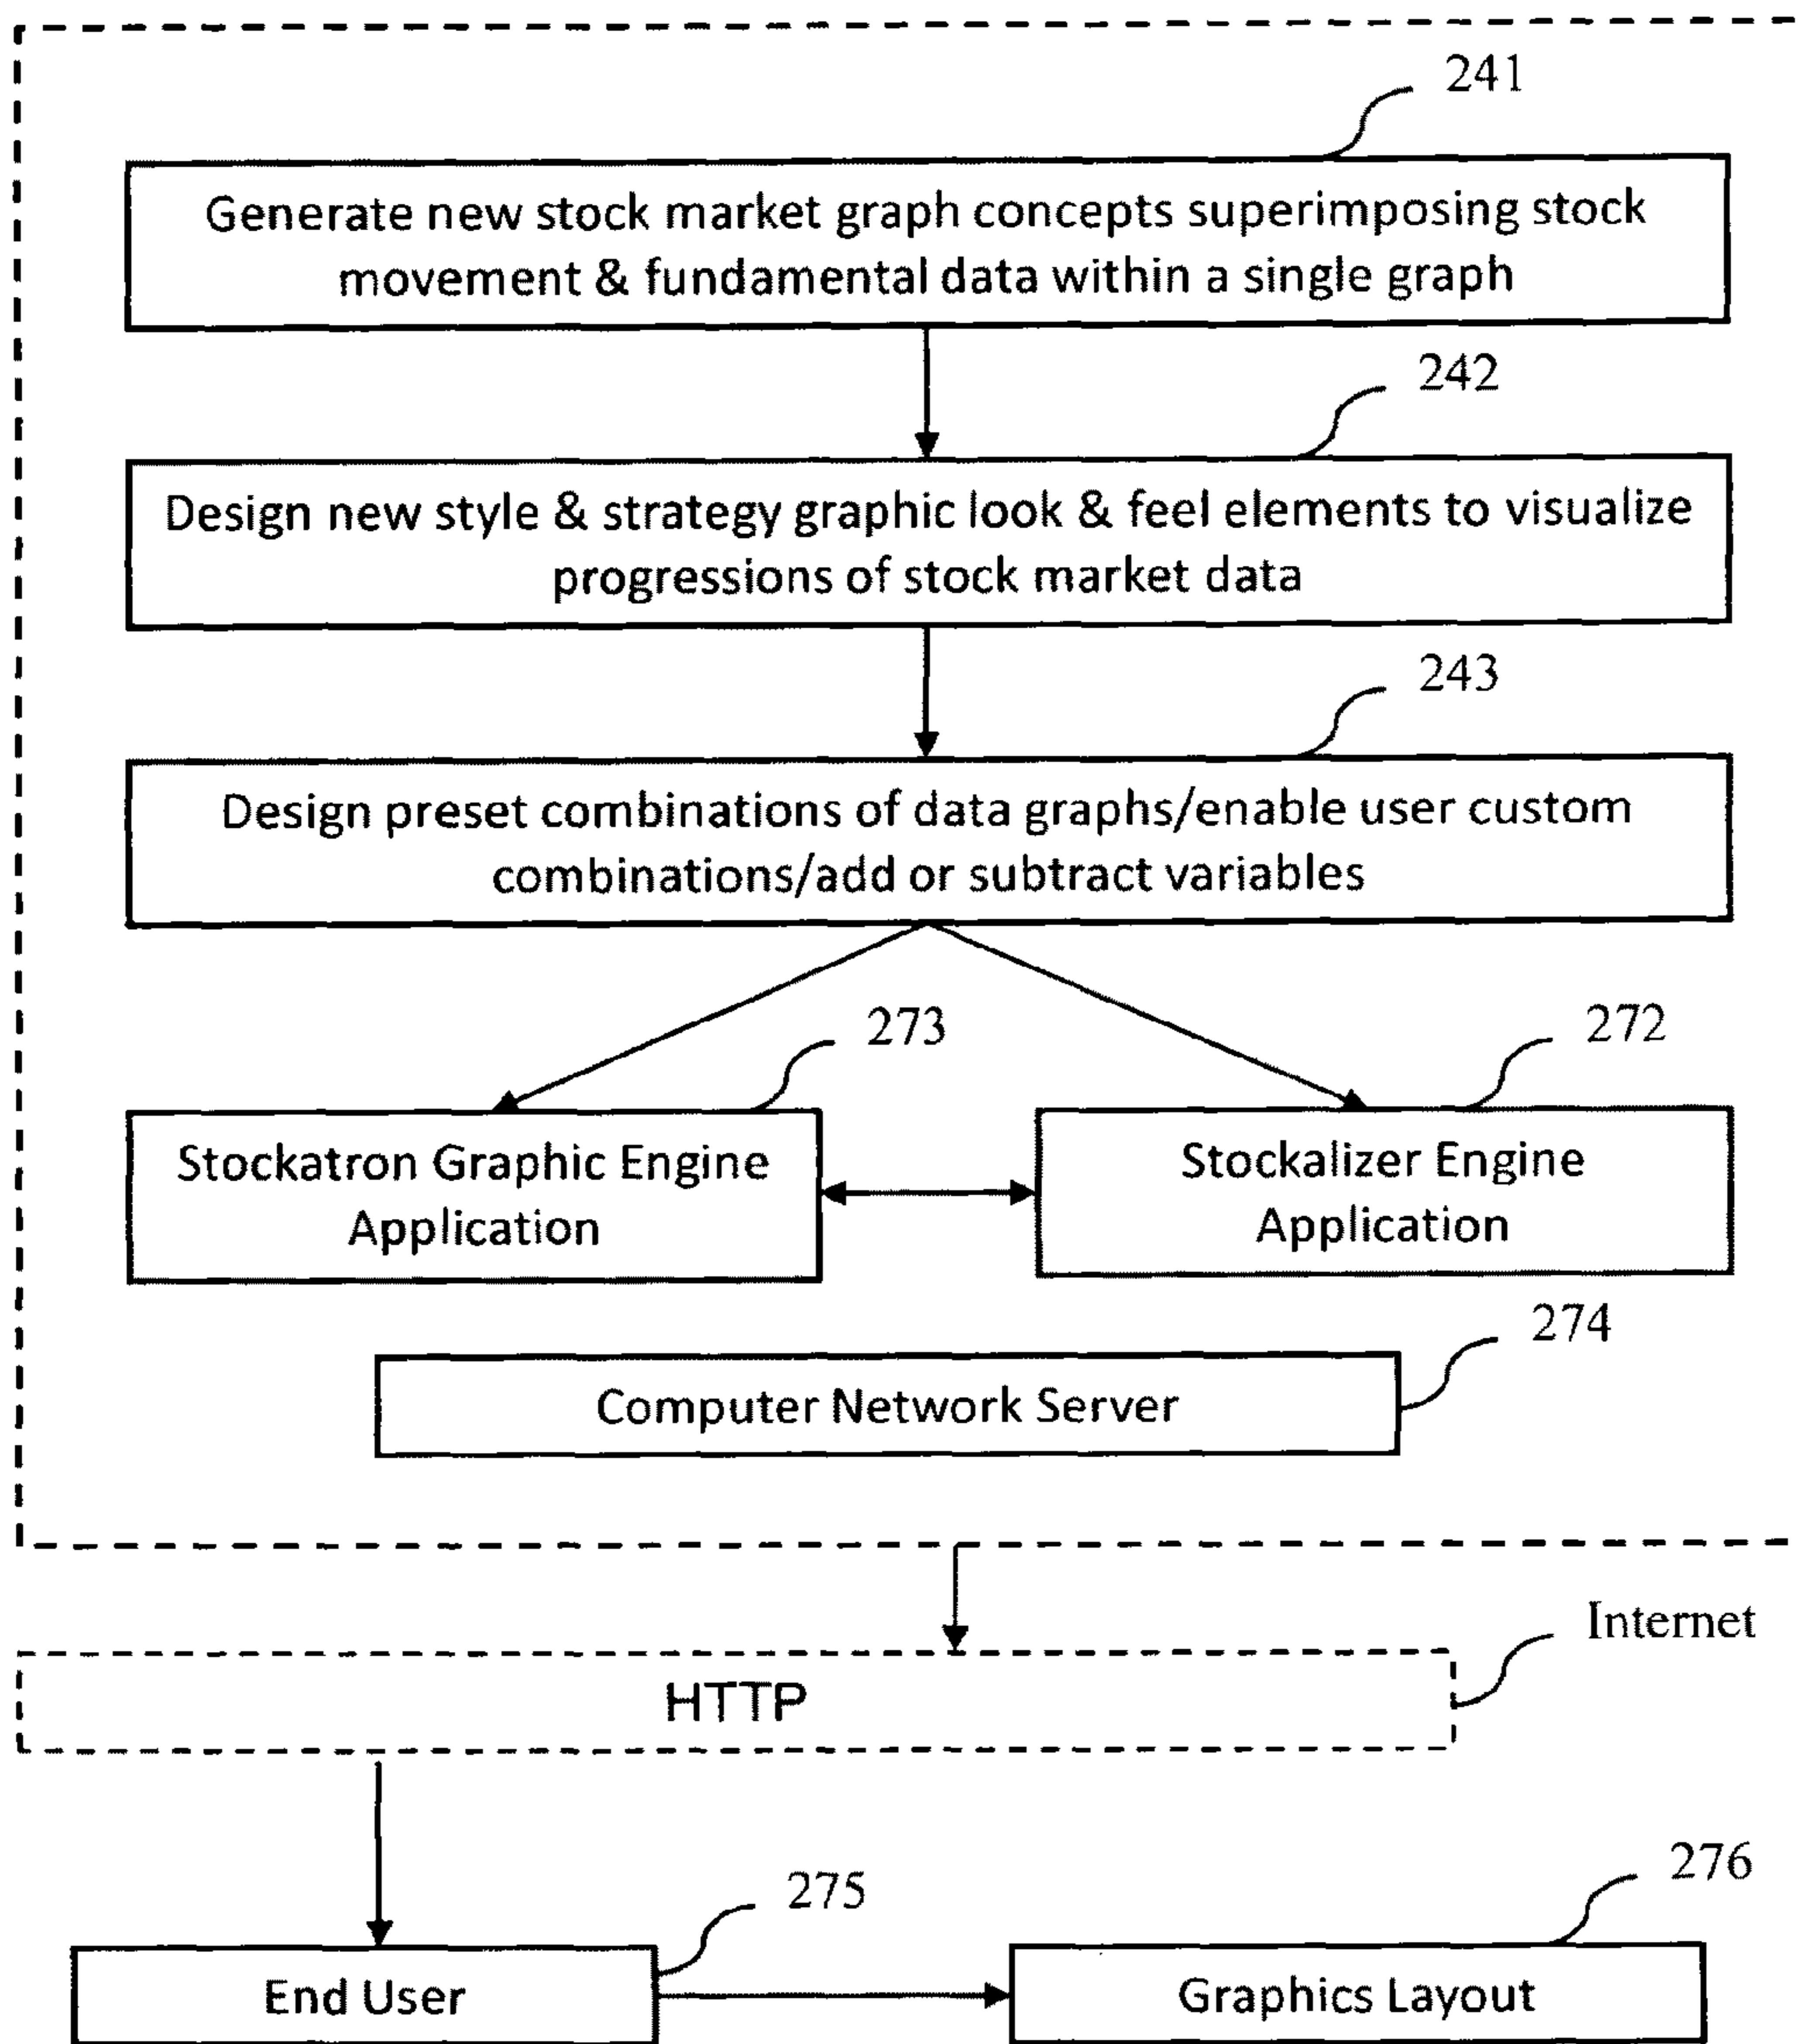 241
Generate new stock market graph concepts superimposing stock
movement & fundamental data within a single graph
242
Design new style & strategy graphic look & feel elements to visualize
progressions of stock market data
243
Design preset combinations of data graphs/enable user custom
combinations/add or subtract variables
273
272
Stockatron Graphic Engine
Application
Stockalizer Engine
Application
274
Computer Network Server
Internet
HTTP
275
276
End User
Graphics Layout